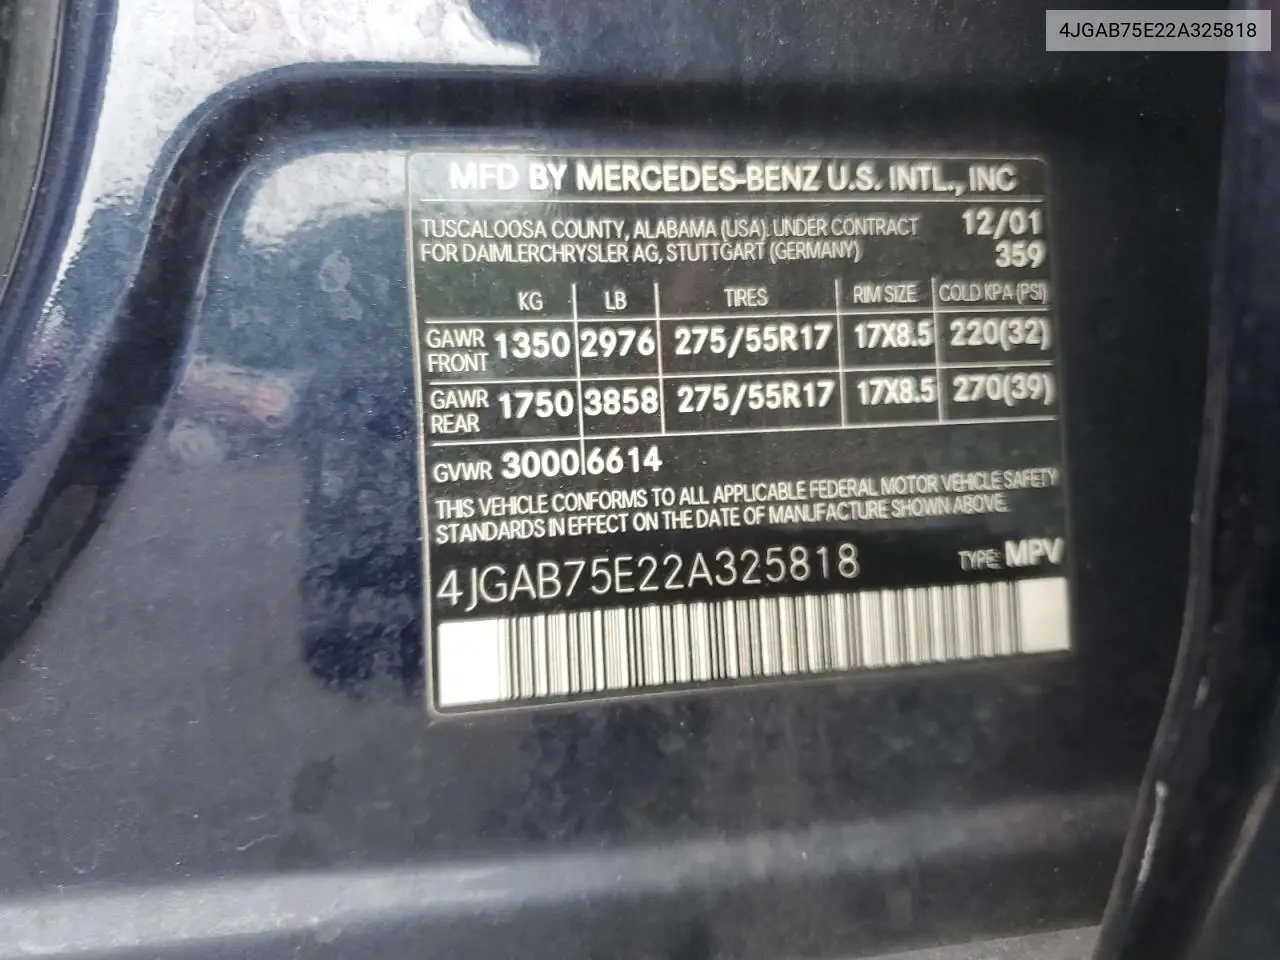 4JGAB75E22A325818
MFD BY MERCEDES-BENZ U.S. INTL., INC
TUSCALOOSA COUNTY, ALABAMA (USA). UNDER CONTRACT 12/01
FOR DAIMLERCHRYSLER AG, STUTTGART (GERMANY) 359
KG LB TIRES RIM SIZE COLD KPA (PSI)
GAWR FRONT 1350 2976 275/55R17 17X8.5 220(32)
GAWR REAR 1750 3858 275/55R17 17X8.5 270(39)
GVWR 3000 6614
THIS VEHICLE CONFORMS TO ALL APPLICABLE FEDERAL MOTOR VEHICLE SAFETY
STANDARDS IN EFFECT ON THE DATE OF MANUFACTURE SHOWN ABOVE.
4JGAB75E22A325818 TYPE: MPV